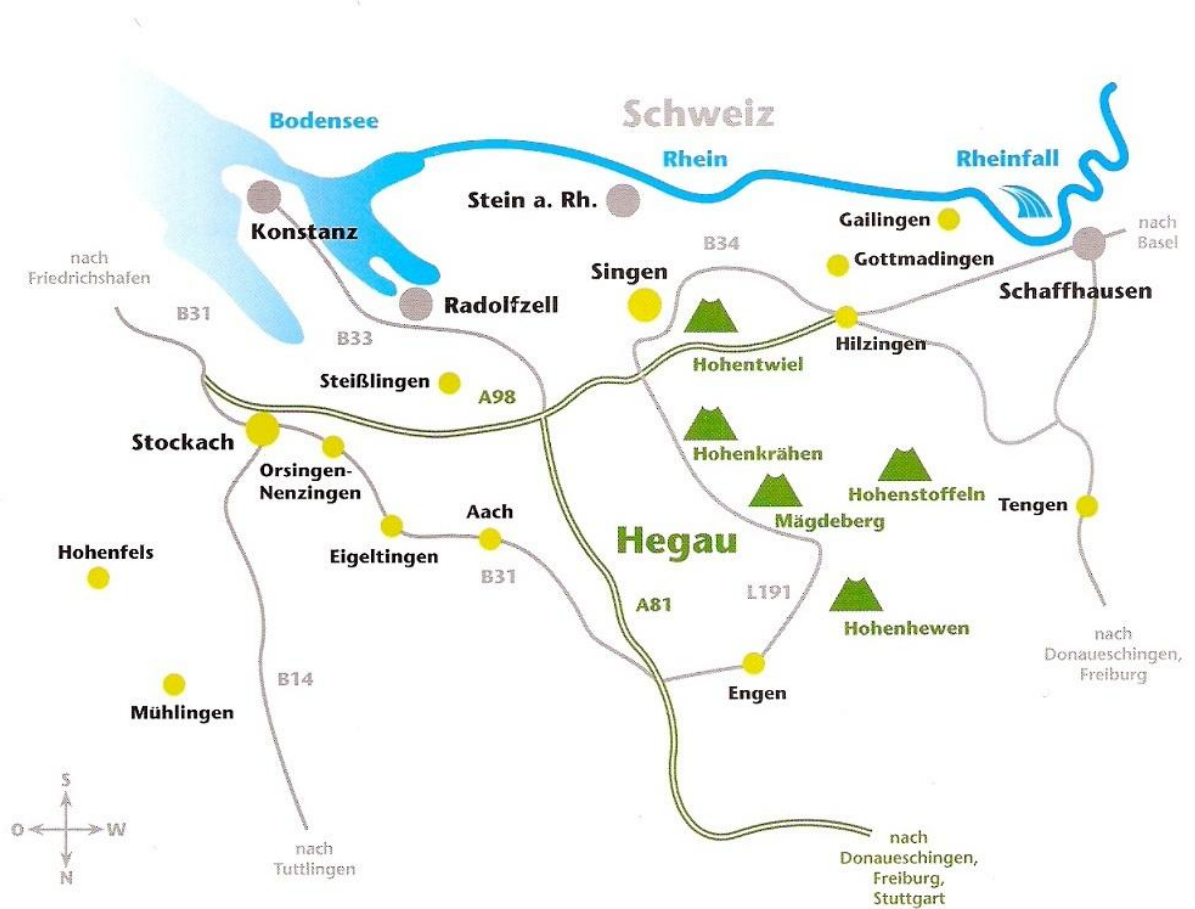 Schweiz
Bodensee
Rhein
Rheinfall
Stein a. Rh.
Gailingen
Konstanz
nach
Basel
B34
nach
Friedrichshafen
Gottmadingen
Singen
Schaffhausen
Radolfzell
B31
B33
Hilzingen
Hohentwiel
Steißlingen
A98
Stockach
Hohenkrähen
Orsingen-
Nenzingen
Hohenstoffeln
Tengen
Aach
Mägdeberg
Hegau
Hohenfels
Eigeltingen
B31
L191
A81
Hohenhewen
nach
Donaueschingen,
Freiburg
B14
Engen
Mühlingen
S
O
W
N
nach
Tuttlingen
nach
Donaueschingen,
Freiburg,
Stuttgart